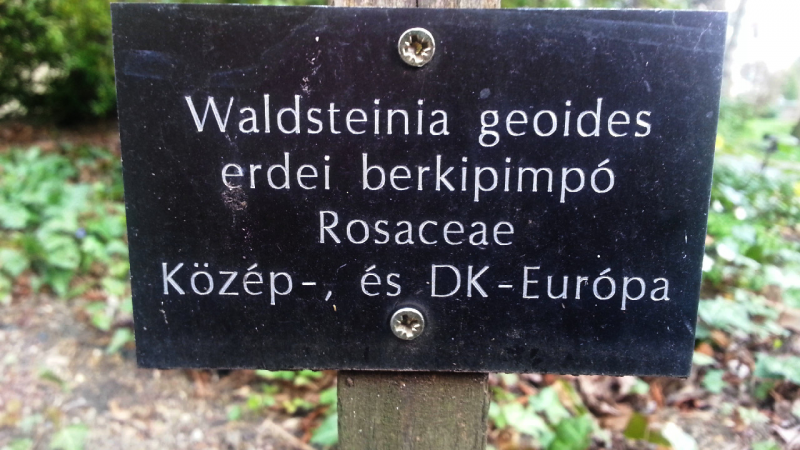 Waldsteinia geoides
erdei berkipimpó
Rosaceae
Közép-, és DK-Európa